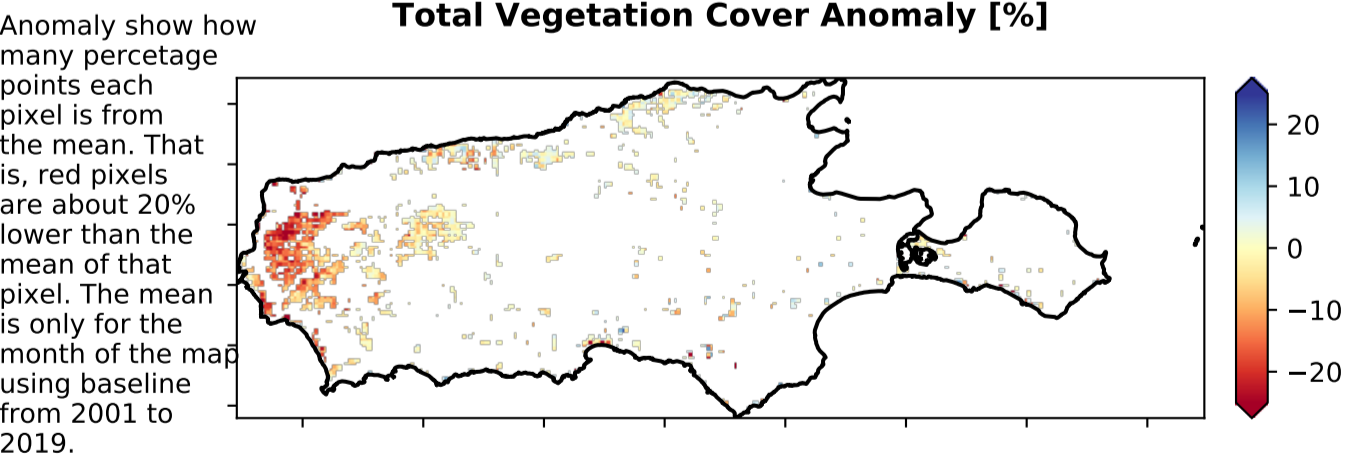 Total Vegetation Cover Anomaly [%]
Anomaly show how
many percetage
points each
pixel is from
the mean. That
is, red pixels
are about 20%
lower than the
mean of that
pixel. The mean
is only for the
month of the map
using baseline
from 2001 to
2019.
20
10
0
−10
−20